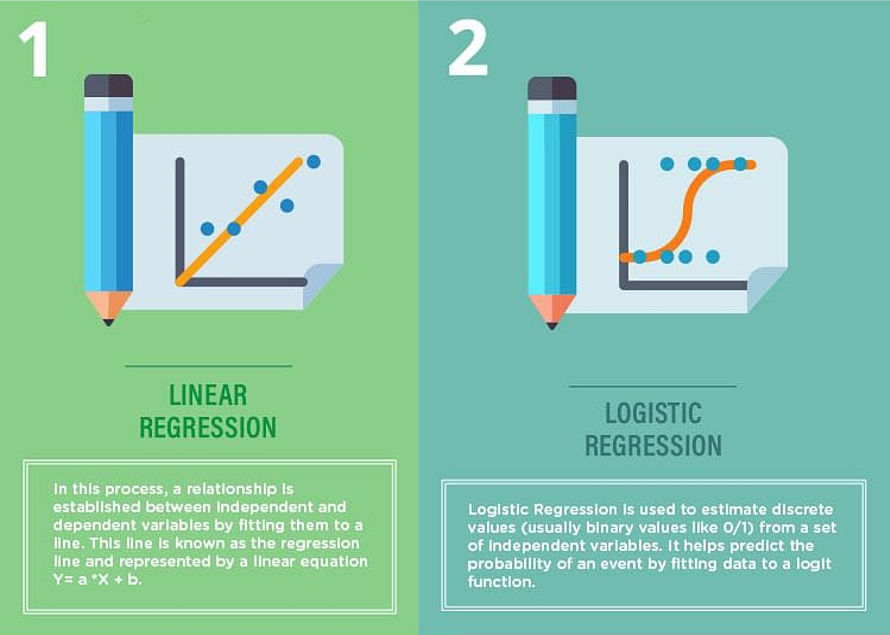 1
LINEAR
REGRESSION
In this process, a relationship is
established between independent and
dependent variables by fitting them to a
line. This line is known as the regression
line and represented by a linear equation
Y= a *X + b.
2
LOGISTIC
REGRESSION
Logistic Regression is used to estimate discrete
values (usually binary values like 0/1) from a set
of independent variables. It helps predict the
probability of an event by fitting data to a logit
function.